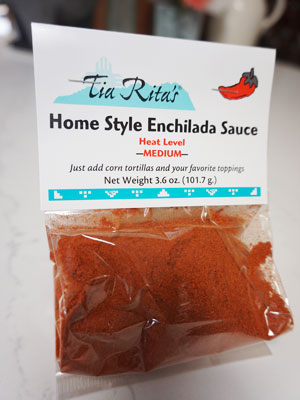 Tia Rita's
Home Style Enchilada Sauce
Heat Level
—MEDIUM—
Just add corn tortillas and your favorite toppings
Net Weight 3.6 oz. (101.7 g.)